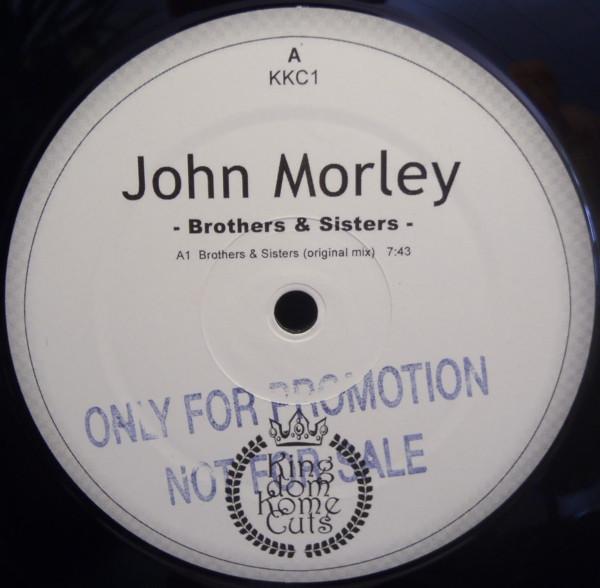 A
KKC1
John Morley
- Brothers & Sisters -
A1 Brothers & Sisters (original mix) 7:43
ONLY FOR PROMOTION
NOT FOR SALE
King
dom
Kome
Cuts